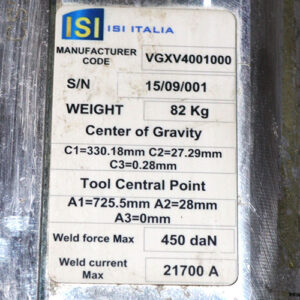 ISI ISI ITALIA
MANUFACTURER CODE VGXV4001000
S/N 15/09/001
WEIGHT 82 Kg
Center of Gravity
C1=330.18mm C2=27.29mm
C3=0.28mm
Tool Central Point
A1=725.5mm A2=28mm
A3=0mm
Weld force Max 450 daN
Weld current Max 21700 A